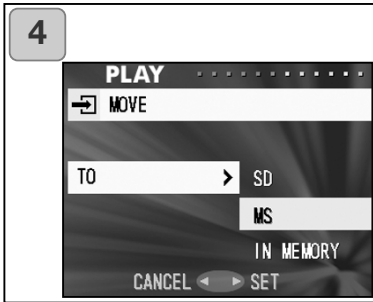 4
PLAY
MOVE
TO > SD
MS
IN MEMORY
CANCEL ◄ ► SET